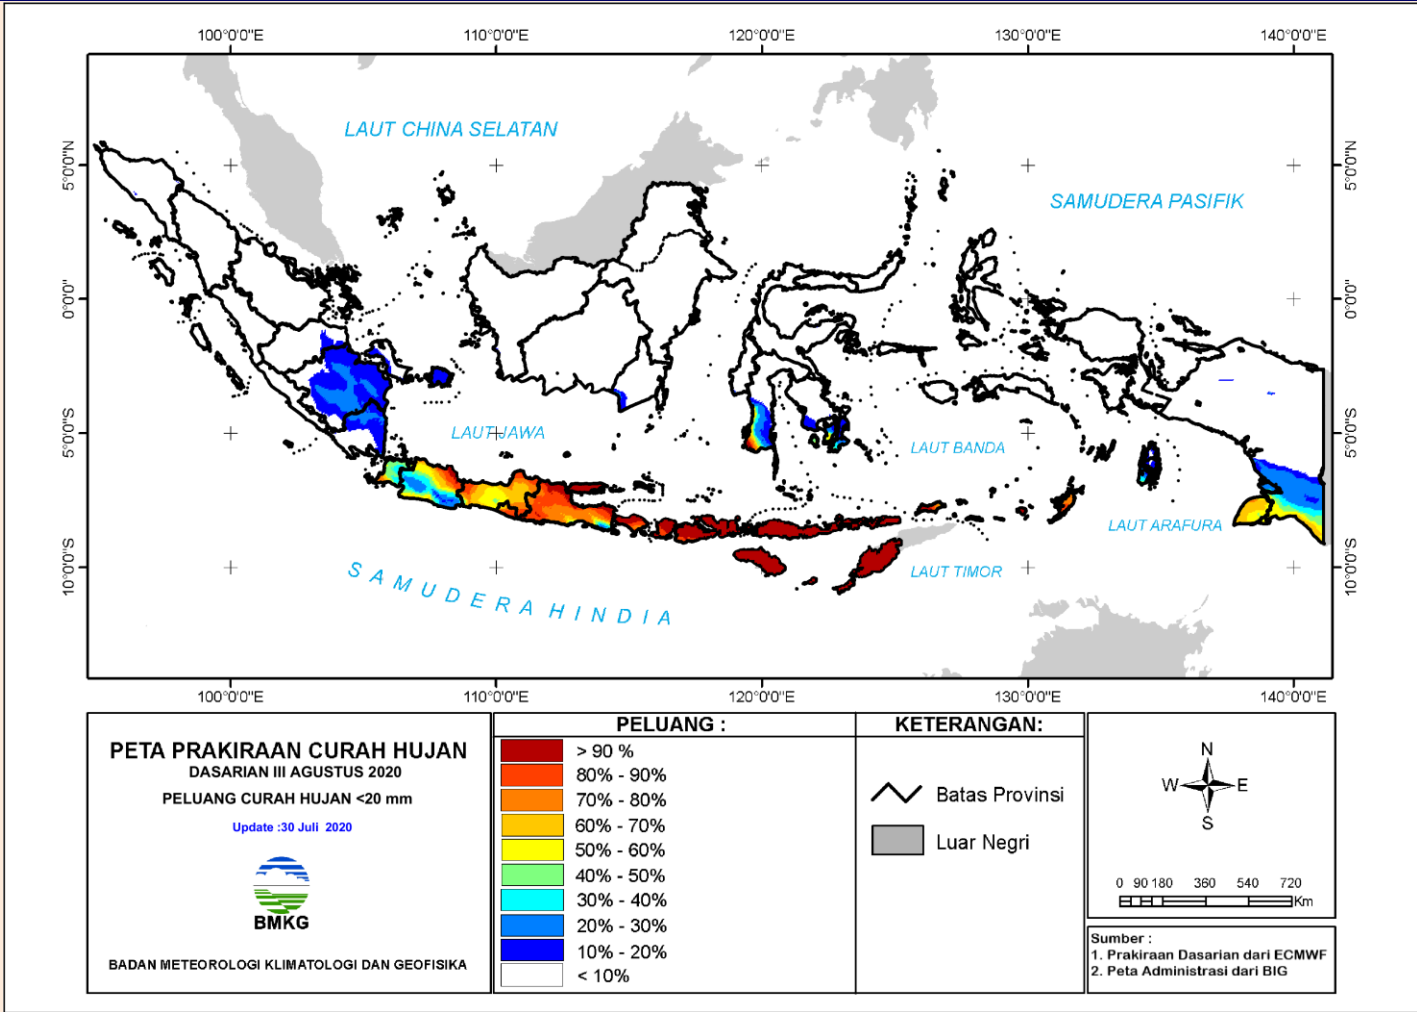 100°0'0"E 110°0'0"E 120°0'0"E 130°0'0"E 140°0'0"E
5°0'0"N 5°0'0"N
0°0'0" 0°0'0"
5°0'0"S 5°0'0"S
10°0'0"S 10°0'0"S
LAUT CHINA SELATAN
SAMUDERA PASIFIK
LAUT JAWA
LAUT BANDA
LAUT ARAFURA
LAUT TIMOR
SAMUDERA HINDIA
100°0'0"E 110°0'0"E 120°0'0"E 130°0'0"E 140°0'0"E
PETA PRAKIRAAN CURAH HUJAN
DASARIAN III AGUSTUS 2020
PELUANG CURAH HUJAN <20 mm
Update :30 Juli 2020
BMKG
BADAN METEOROLOGI KLIMATOLOGI DAN GEOFISIKA
PELUANG :
> 90 %
80% - 90%
70% - 80%
60% - 70%
50% - 60%
40% - 50%
30% - 40%
20% - 30%
10% - 20%
< 10%
KETERANGAN:
Batas Provinsi
Luar Negri
N
W E
S
0 90 180 360 540 720
Km
Sumber :
1. Prakiraan Dasarian dari ECMWF
2. Peta Administrasi dari BIG